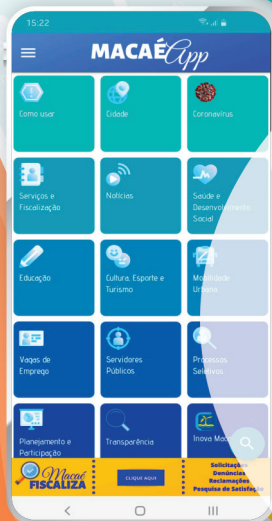 15:22
MACAÉApp
Como usar
Cidade
Coronavírus
Serviços e
Fiscalização
Notícias
Saúde e
Desenvolvimento
Social
Educação
Cultura, Esporte e
Turismo
Mobilidade
Urbana
Vagas de
Emprego
Servidores
Públicos
Processos
Seletivos
Planejamento e
Participação
Transparência
Inova Macaé
Macaé
FISCALIZA
CLIQUE AQUI
Solicitações
Denúncias
Reclamações
Pesquisa de Satisfação